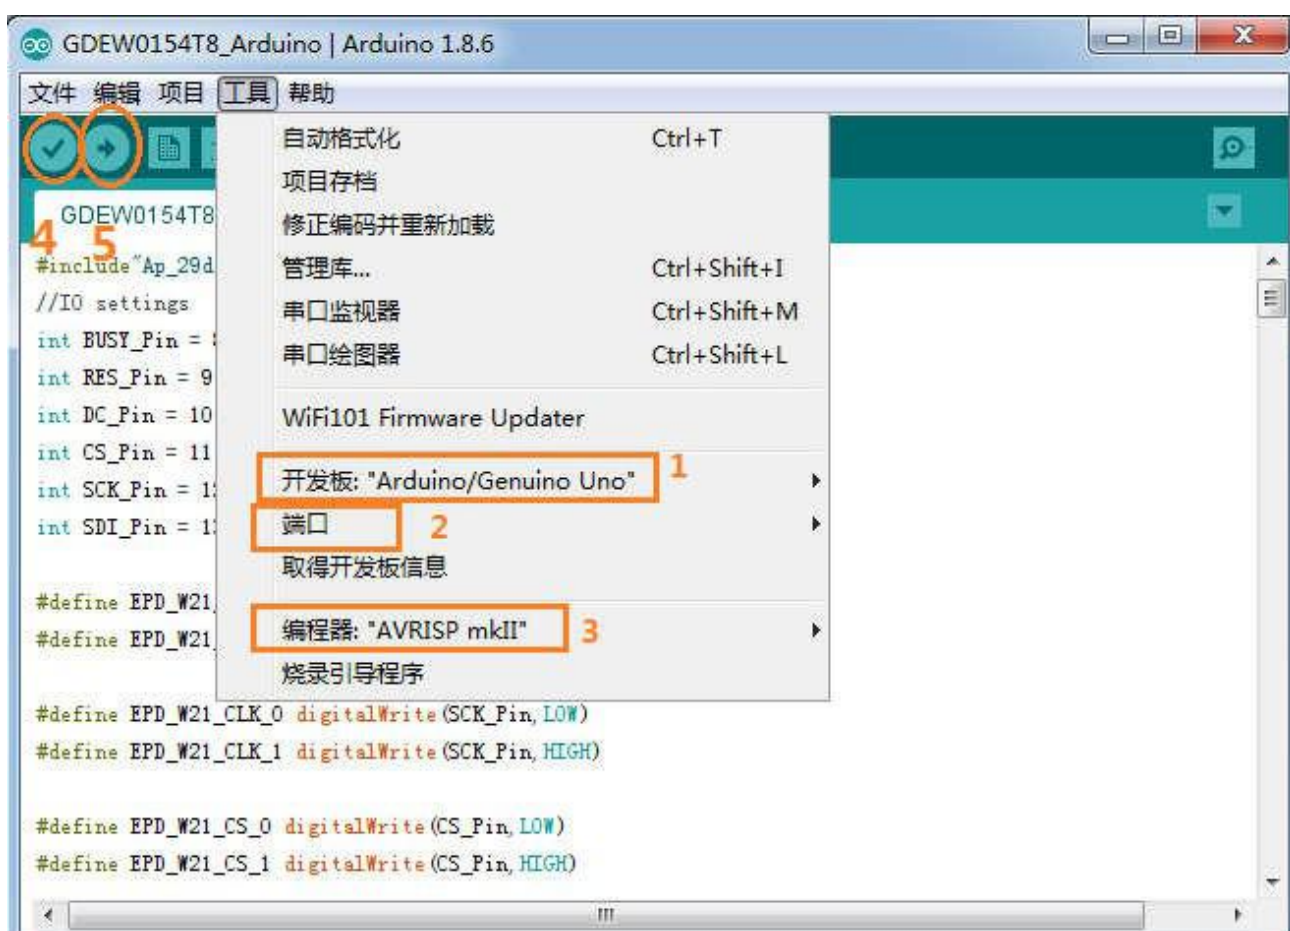 GDEW0154T8_Arduino | Arduino 1.8.6
文件 编辑 项目 工具 帮助
自动格式化 Ctrl+T
项目存档
GDEW0154T8
修正编码并重新加载
4 5
#include"Ap_29d
管理库... Ctrl+Shift+I
//IO settings
串口监视器 Ctrl+Shift+M
int BUSY_Pin =
串口绘图器 Ctrl+Shift+L
int RES_Pin = 9
int DC_Pin = 10
WiFi101 Firmware Updater
int CS_Pin = 11
开发板: "Arduino/Genuino Uno" 1
int SCK_Pin = 1
int SDI_Pin = 1
端口 2
取得开发板信息
#define EPD_W21_
编程器: "AVRISP mkII" 3
#define EPD_W21_
烧录引导程序
#define EPD_W21_CLK_0 digitalWrite(SCK_Pin,LOW)
#define EPD_W21_CLK_1 digitalWrite(SCK_Pin,HIGH)
#define EPD_W21_CS_0 digitalWrite(CS_Pin,LOW)
#define EPD_W21_CS_1 digitalWrite(CS_Pin,HIGH)